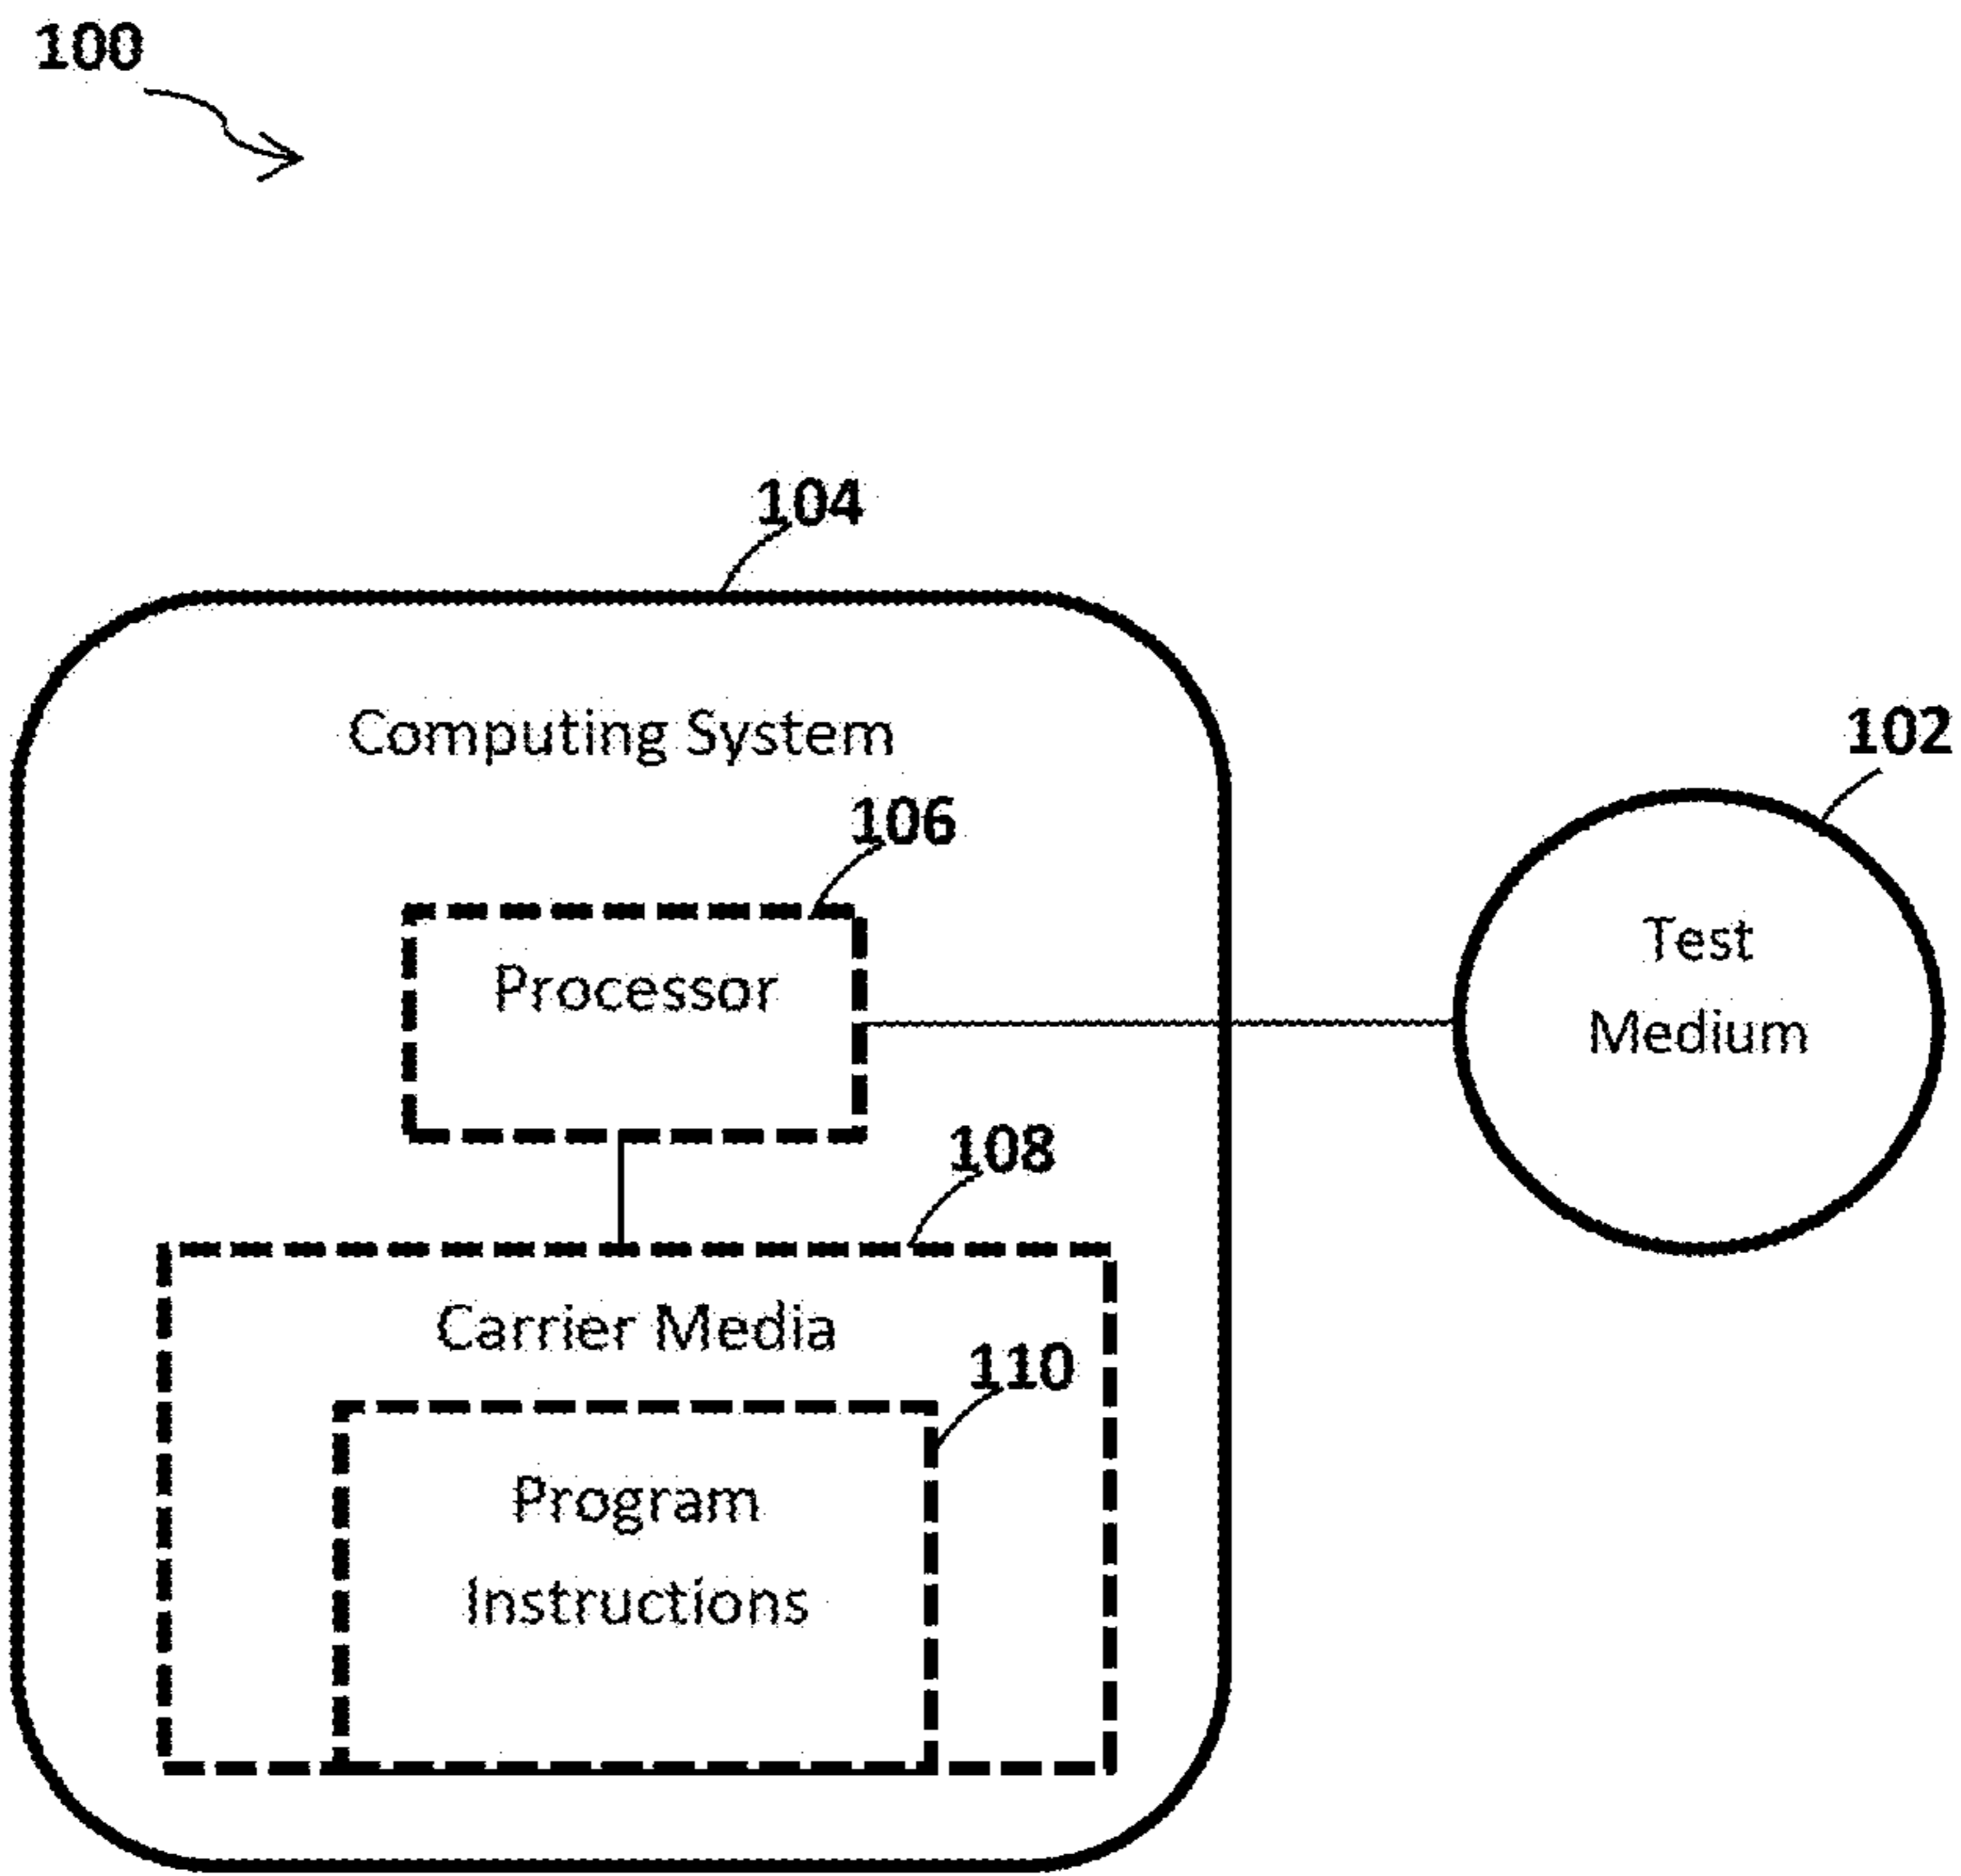 100
104
Computing System
102
106
Test
Processor
Medium
108
Carrier Media
110
Program
Instructions